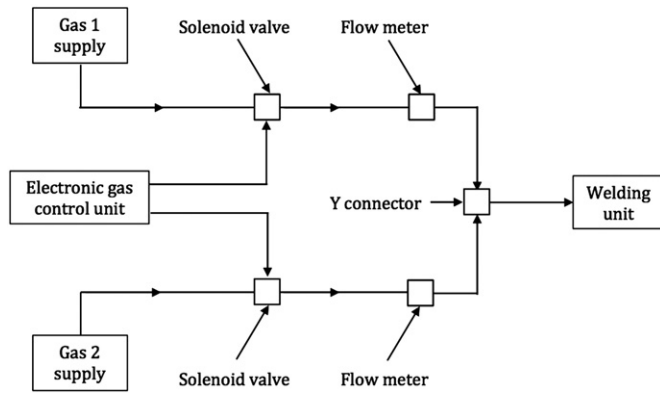 Gas 1
supply
Solenoid valve
Flow meter
Electronic gas
control unit
Y connector
Welding
unit
Gas 2
supply
Solenoid valve
Flow meter